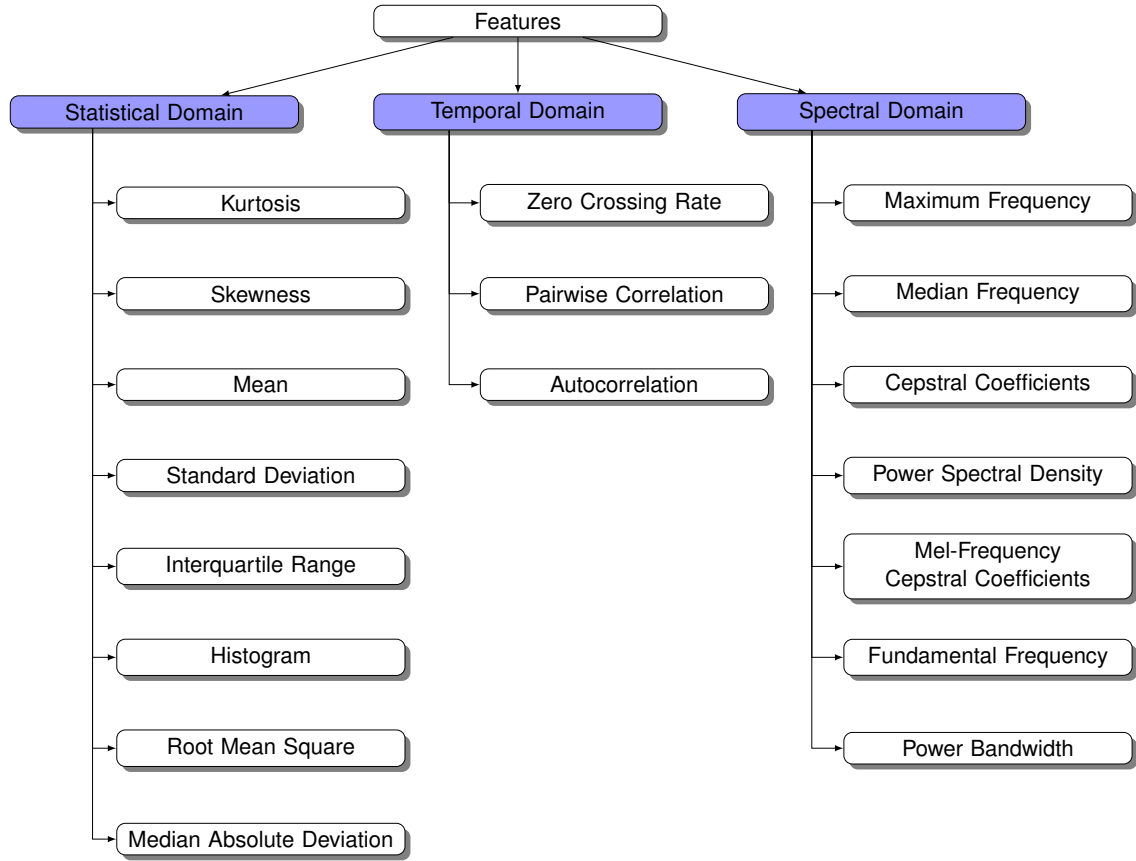 Features
Statistical Domain
Kurtosis
Skewness
Mean
Standard Deviation
Interquartile Range
Histogram
Root Mean Square
Median Absolute Deviation
Temporal Domain
Zero Crossing Rate
Pairwise Correlation
Autocorrelation
Spectral Domain
Maximum Frequency
Median Frequency
Cepstral Coefficients
Power Spectral Density
Mel-Frequency
Cepstral Coefficients
Fundamental Frequency
Power Bandwidth